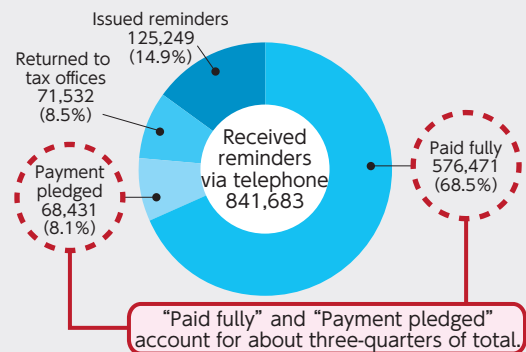 Issued reminders
125,249
(14.9%)
Returned to
tax offices
71,532
(8.5%)
Payment
pledged
68,431
(8.1%)
Received
reminders
via telephone
841,683
Paid fully
576,471
(68.5%)
“Paid fully” and “Payment pledged”
account for about three-quarters of total.